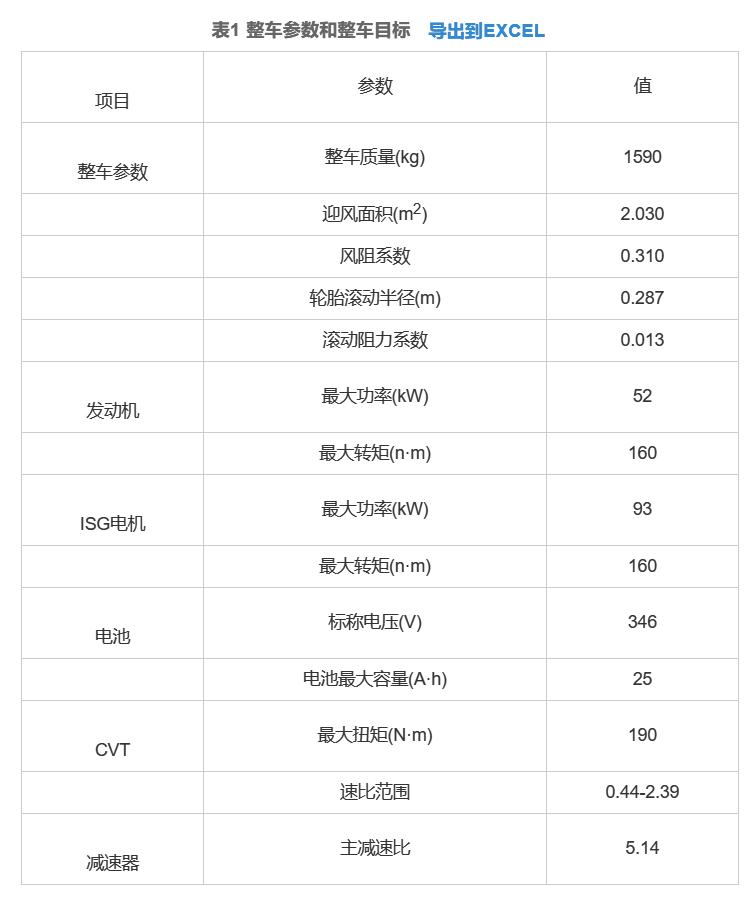 表1 整车参数和整车目标 导出到EXCEL
项目 参数 值
整车参数 整车质量(kg) 1590
迎风面积(m2) 2.030
风阻系数 0.310
轮胎滚动半径(m) 0.287
滚动阻力系数 0.013
发动机 最大功率(kW) 52
最大转矩(n·m) 160
ISG电机 最大功率(kW) 93
最大转矩(n·m) 160
电池 标称电压(V) 346
电池最大容量(A·h) 25
CVT 最大扭矩(N·m) 190
速比范围 0.44-2.39
减速器 主减速比 5.14